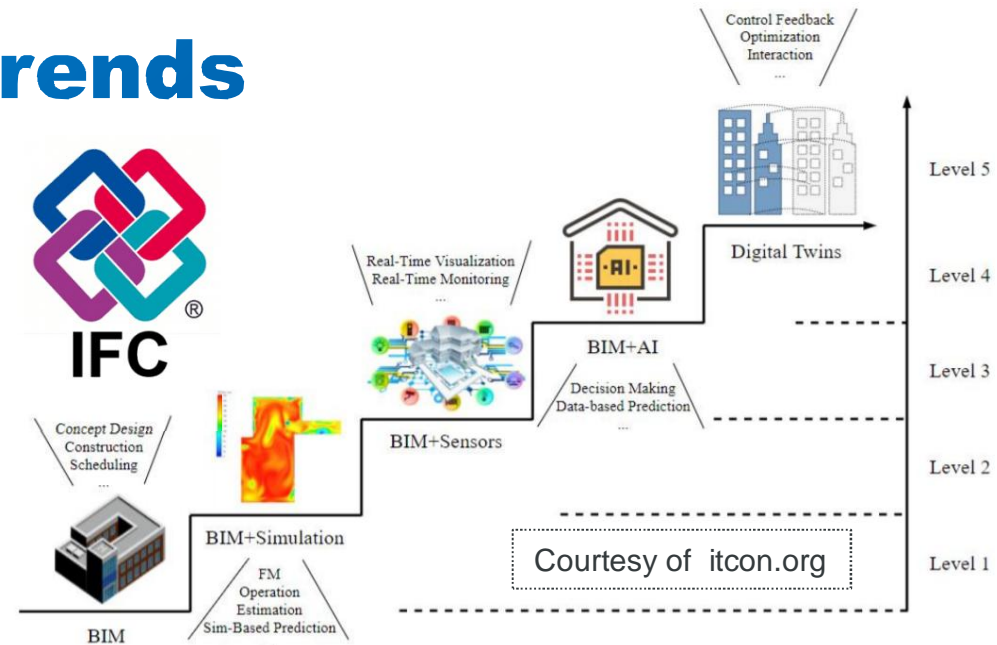 rends
Control Feedback
Optimization
Interaction
...
Level 5
Digital Twins
Real-Time Visualization
Real-Time Monitoring
...
·AI·
Level 4
®
IFC
BIM+AI
Level 3
Decision Making
Data-based Prediction
...
Concept Design
Construction
Scheduling
...
BIM+Sensors
Level 2
BIM+Simulation
Courtesy of itcon.org
Level 1
FM
Operation
Estimation
Sim-Based Prediction
...
BIM